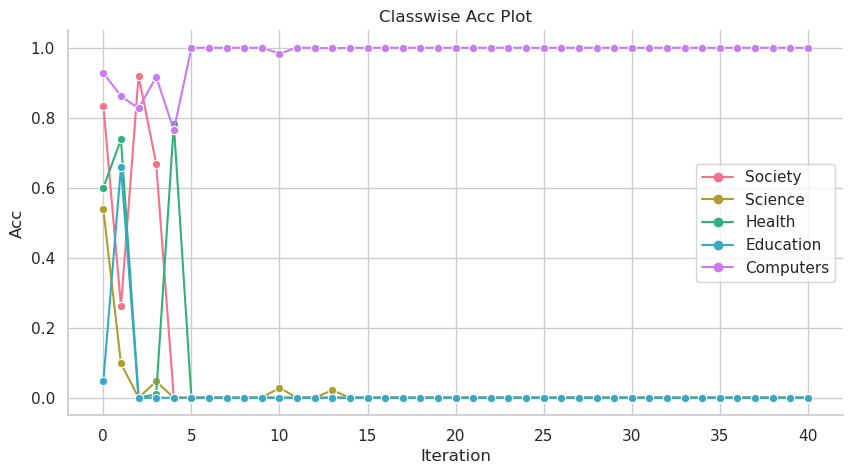 Classwise Acc Plot
1.0
0.8
0.6
0.4
0.2
0.0
Acc
Society
Science
Health
Education
Computers
0 5 10 15 20 25 30 35 40
Iteration